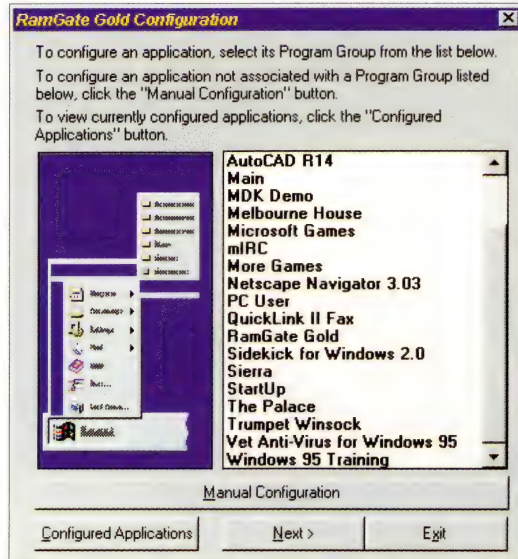 RamGate Gold Configuration
To configure an application, select its Program Group from the list below.
To configure an application not associated with a Program Group listed
below, click the "Manual Configuration" button.
To view currently configured applications, click the "Configured
Applications" button.
AutoCAD R14
Main
MDK Demo
Melbourne House
Microsoft Games
mIRC
More Games
Netscape Navigator 3.03
PC User
QuickLink II Fax
RamGate Gold
Sidekick for Windows 2.0
Sierra
StartUp
The Palace
Trumpet Winsock
Vet Anti-Virus for Windows 95
Windows 95 Training
Manual Configuration
Configured Applications
Next >
Exit